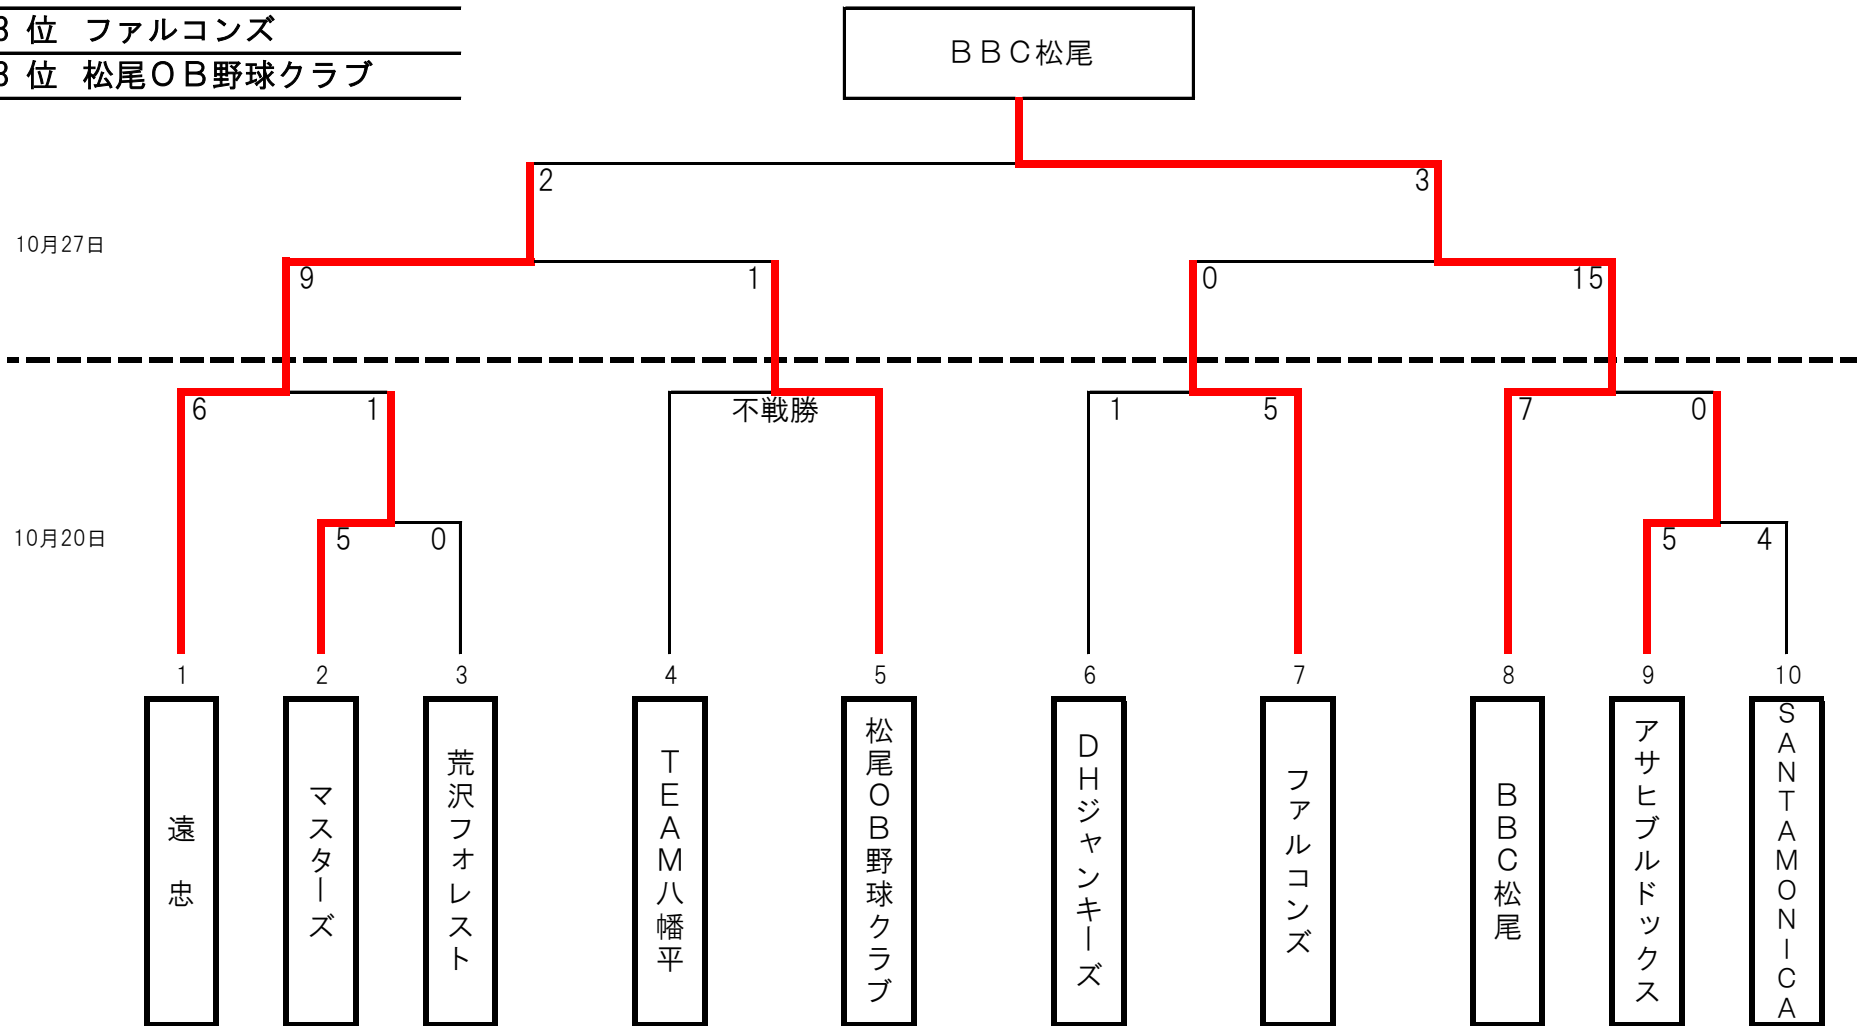 3 位 ファルコンズ
3 位 松尾ＯＢ野球クラブ
ＢＢＣ松尾
2 3
10月27日
9 1 0 15
6 1 不戦勝 1 5 7 0
10月20日
5 0 5 4
1 2 3 4 5 6 7 8 9 10
遠忠
マスターズ
荒沢フォレスト
ＴＥＡＭ八幡平
松尾ＯＢ野球クラブ
ＤＨジャンキーズ
ファルコンズ
ＢＢＣ松尾
アサヒブルドックス
ＳＡＮＴＡＭＯＮＩＣＡ